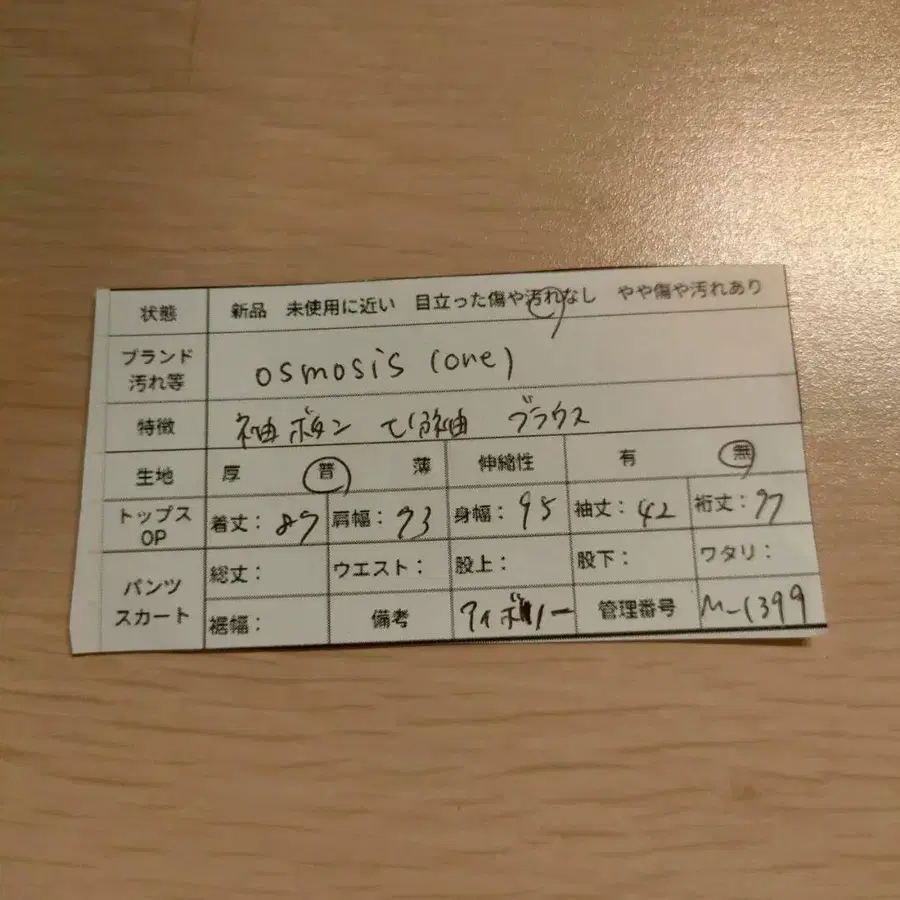 状態 新品 未使用に近い 目立った傷や汚れなし やや傷や汚れあり
ブランド
汚れ等 osmosis (one)
特徴 袖ボタン 七分袖 ブラウス
生地 厚 普 薄 伸縮性 有 無
トップス
OP 着丈: 87 肩幅: 73 身幅: 95 袖丈: 42 裄丈: 77
パンツ
スカート
総丈: ウエスト: 股上: 股下: ワタリ:
裾幅: 備考 アイボリー 管理番号 M-1399